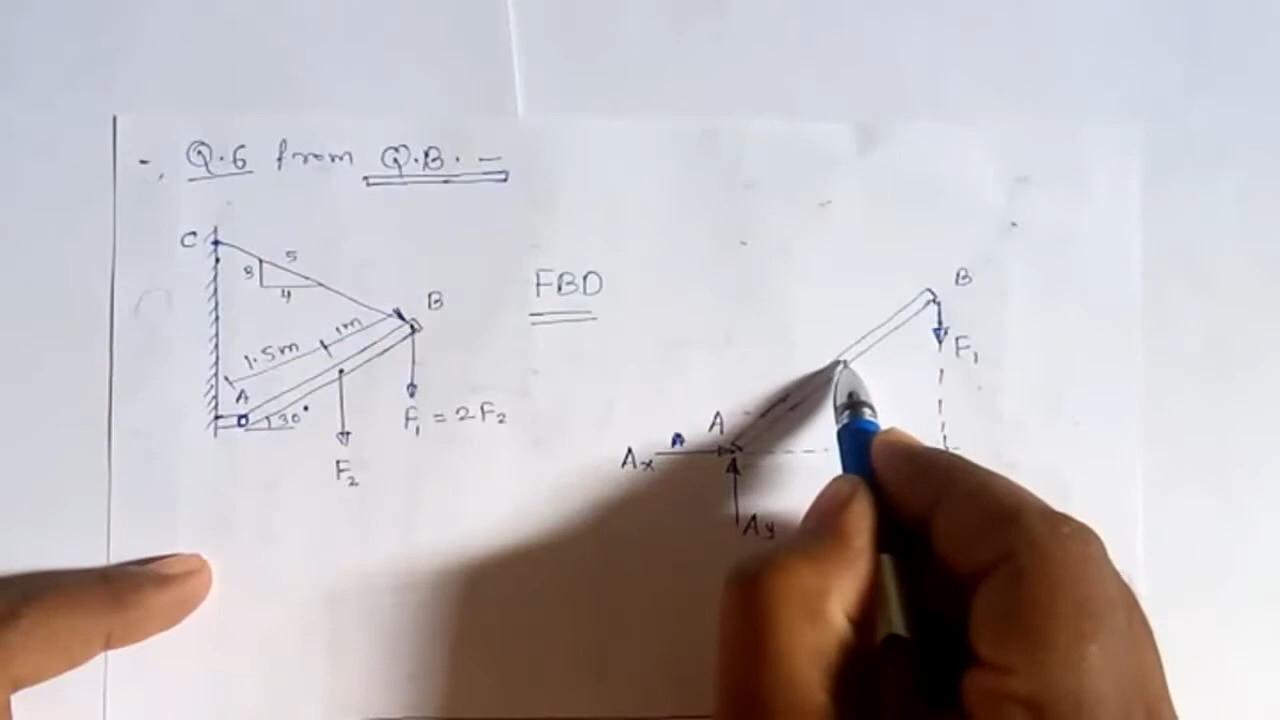 Q.6 from Q.B. -
C
5
3
4
B
1m
1.5m
A
30°
F₁ = 2F₂
F₂
FBD
B
F₁
A
Ax
Ay